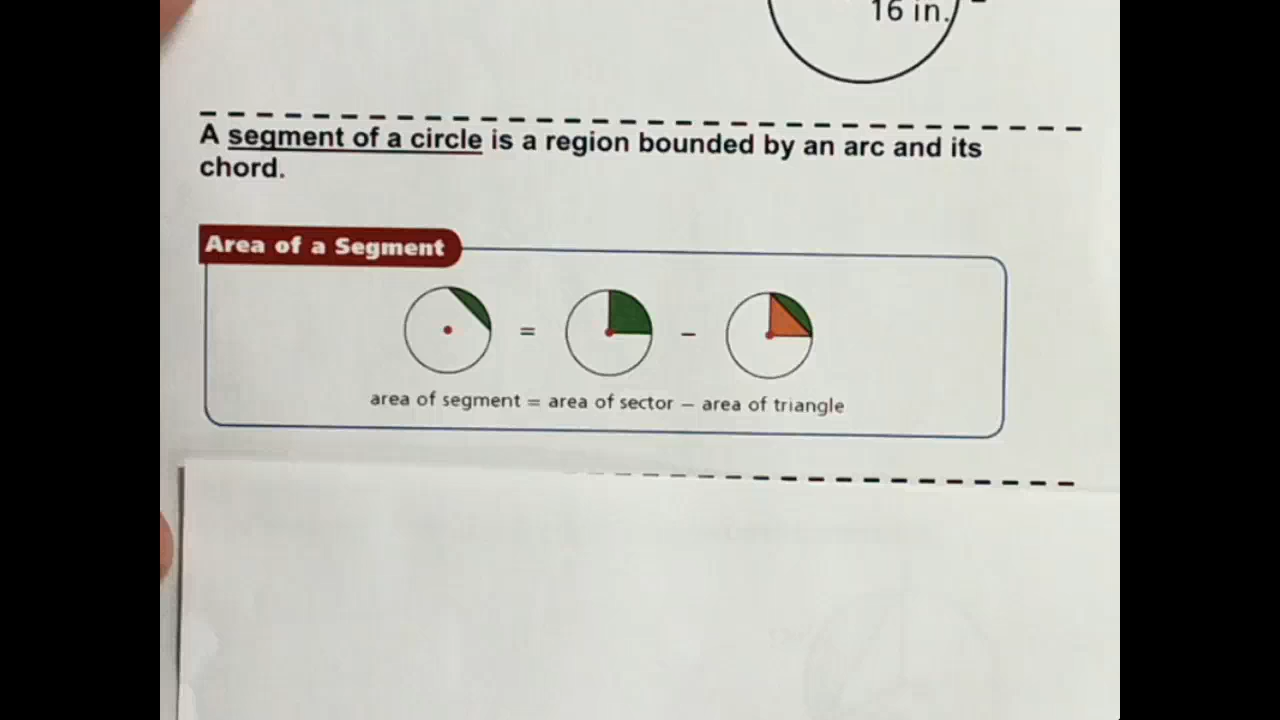 16 in.
A segment of a circle is a region bounded by an arc and its
chord.
Area of a Segment
= –
area of segment = area of sector – area of triangle